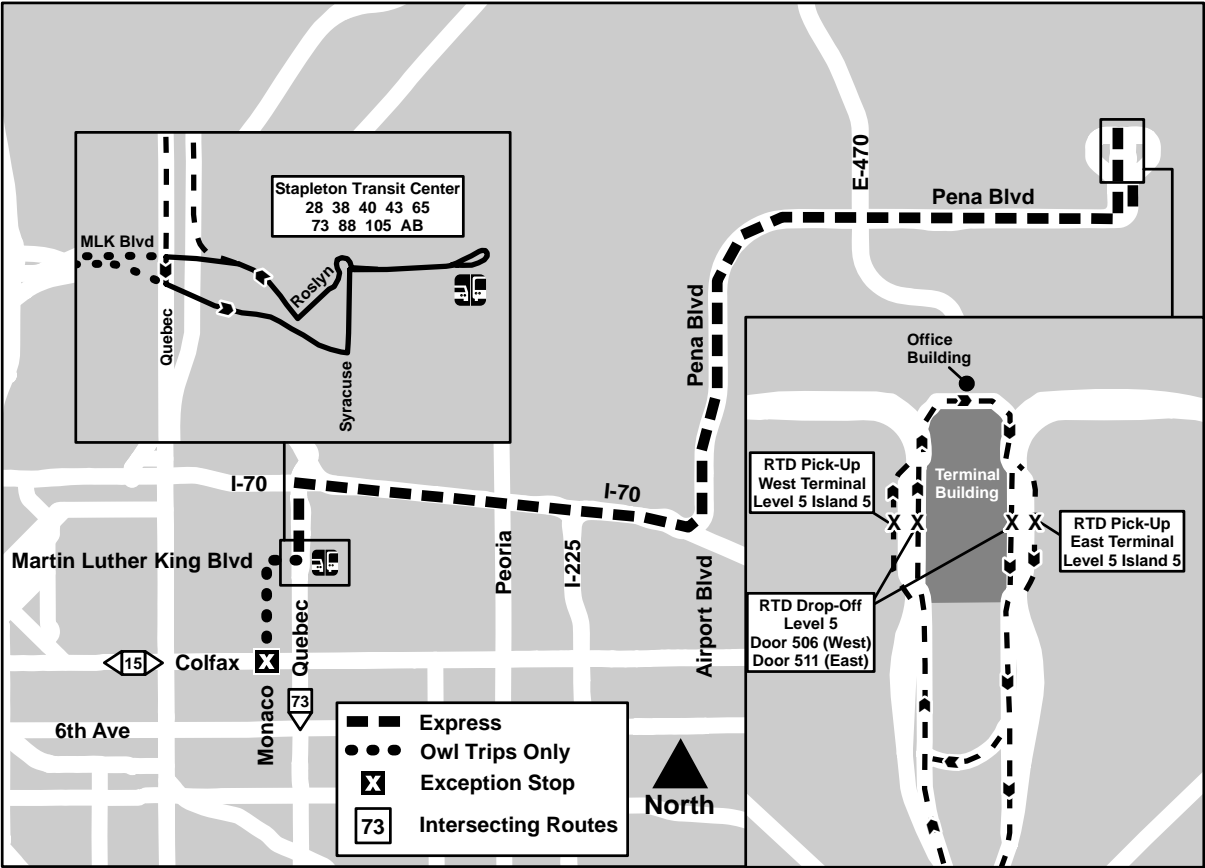 E-470
Pena Blvd
Stapleton Transit Center
28 38 40 43 65
73 88 105 AB
MLK Blvd
Roslyn
Quebec
Syracuse
Pena Blvd
Office
Building
RTD Pick-Up
West Terminal
Level 5 Island 5
Terminal
Building
X X X X
RTD Pick-Up
East Terminal
Level 5 Island 5
RTD Drop-Off
Level 5
Door 506 (West)
Door 511 (East)
I-70
I-70
Martin Luther King Blvd
Peoria
I-225
Airport Blvd
Quebec
15
Colfax
X
Monaco
73
6th Ave
Express
Owl Trips Only
X Exception Stop
73 Intersecting Routes
North